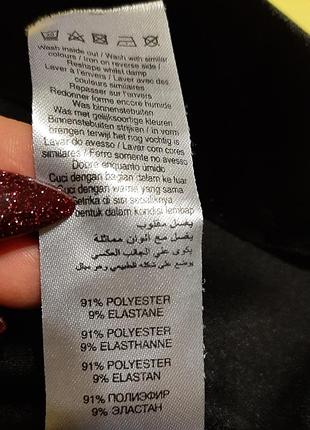 Wash inside out / Wash with similar
colours / Iron on reverse side /
Reshape whilst damp
Laver à l'envers / Laver avec des
couleurs similaires
Redonner forme encore humide
Was binnenstebuiten
Was met gelijksoortige kleuren
Binnenstebuiten strijken / in vorm
brengen terwijl het nog vochtig is
Lavar do avesso / Lavar com cores
similares / Ferro somente no avesso
Dobre enquanto úmido
Cuci dengan bagian dalam ke luar
Cuci dengan warna yang sama
Setrika di sisi sebaliknya
bentuk dalam kondisi lembap
يغسل مقلوب
يغسل مع ألوان مماثلة
يكوى على الجانب العكسي
يوضع على شكله الطبيعي وهو مبلل
91% POLYESTER
9% ELASTANE
91% POLYESTER
9% ELASTHANNE
91% POLYESTER
9% ELASTAN
91% ПОЛИЭФИР
9% ЭЛАСТАН